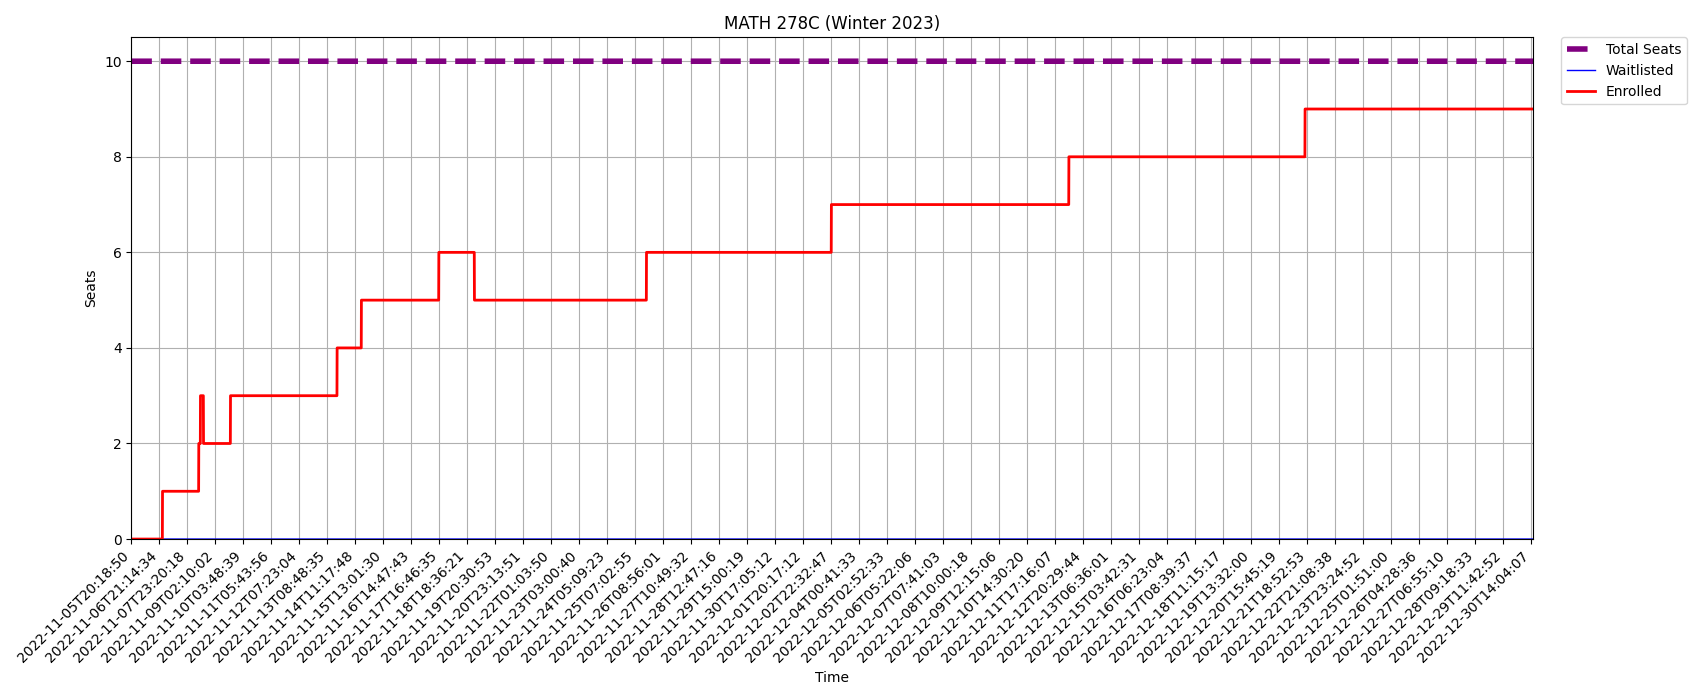 MATH 278C (Winter 2023)
Total Seats
Waitlisted
Enrolled
Seats
10
8
6
4
2
0
2022-11-05T20:18:50
2022-11-06T21:14:34
2022-11-07T23:20:18
2022-11-09T02:10:02
2022-11-10T03:48:39
2022-11-11T05:43:56
2022-11-12T07:23:04
2022-11-13T08:48:35
2022-11-14T11:17:48
2022-11-15T13:01:30
2022-11-16T14:47:43
2022-11-17T16:46:35
2022-11-18T18:36:21
2022-11-19T20:30:53
2022-11-20T22:13:51
2022-11-22T01:03:50
2022-11-23T03:00:40
2022-11-24T05:09:23
2022-11-25T07:02:55
2022-11-26T08:56:01
2022-11-27T10:49:32
2022-11-28T12:47:16
2022-11-29T15:00:19
2022-11-30T17:05:12
2022-12-01T20:17:12
2022-12-02T22:32:47
2022-12-04T00:41:33
2022-12-05T02:52:33
2022-12-06T05:22:06
2022-12-07T07:41:03
2022-12-08T10:00:18
2022-12-09T12:15:06
2022-12-10T14:30:20
2022-12-11T17:16:07
2022-12-12T20:29:44
2022-12-13T06:36:01
2022-12-15T03:42:31
2022-12-16T06:23:04
2022-12-17T08:39:37
2022-12-18T11:15:17
2022-12-19T13:32:00
2022-12-20T15:45:19
2022-12-21T18:52:53
2022-12-22T21:08:38
2022-12-23T23:24:52
2022-12-25T01:51:00
2022-12-26T04:28:36
2022-12-27T06:55:10
2022-12-28T09:18:33
2022-12-29T11:42:52
2022-12-30T14:04:07
Time